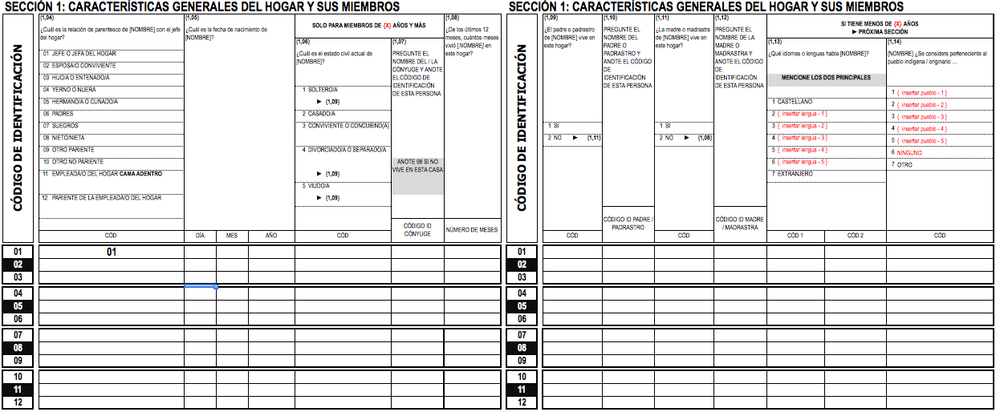 SECCIÓN 1: CARACTERÍSTICAS GENERALES DEL HOGAR Y SUS MIEMBROS
CÓDIGO DE IDENTIFICACIÓN
(1,04)
¿Cuál es la relación de parentesco de [NOMBRE] con el jefe
del hogar?
01 JEFE O JEFA DEL HOGAR
02 ESPOSA/O CONVIVIENTE
03 HIJO/A O ENTENADO/A
04 YERNO O NUERA
05 HERMANO/A O CUÑADO/A
06 PADRES
07 SUEGROS
08 NIETO/NIETA
09 OTRO PARIENTE
10 OTRO NO PARIENTE
11 EMPLEADA/O DEL HOGAR CAMA ADENTRO
12 PARIENTE DE LA EMPLEADA/O DEL HOGAR
CÓD
(1,05)
¿Cuál es la fecha de nacimiento de
[NOMBRE]?
DÍA
MES
AÑO
SOLO PARA MIEMBROS DE {X} AÑOS Y MÁS
(1,06)
¿Cuál es el estado civil actual de
[NOMBRE]?
1 SOLTERO/A
► (1,09)
2 CASADO/A
3 CONVIVIENTE O CONCUBINO(A)
4 DIVORCIADO/A O SEPARADO/A
► (1,09)
5 VIUDO/A
► (1,09)
CÓD
(1,07)
PREGUNTE EL
NOMBRE DEL / LA
CÓNYUGE Y ANOTE
EL CÓDIGO DE
IDENTIFICACIÓN
DE ESTA PERSONA
ANOTE 98 SI NO
VIVE EN ESTA CASA
CÓDIGO ID
CÓNYUGE
(1,08)
¿De los últimos 12
meses, cuántos meses
vivió [NOMBRE] en
este hogar?
NÚMERO DE MESES
01
01
02
03
04
05
06
07
08
09
10
11
12
SECCIÓN 1: CARACTERÍSTICAS GENERALES DEL HOGAR Y SUS MIEMBROS
CÓDIGO DE IDENTIFICACIÓN
(1,09)
¿El padre o padrastro
de [NOMBRE] vive en
este hogar?
1 SI
2 NO ► (1,11)
CÓD
(1,10)
PREGUNTE EL
NOMBRE DEL
PADRE O
PADRASTRO Y
ANOTE EL CÓDIGO
DE
IDENTIFICACIÓN
DE ESTA PERSONA
CÓDIGO ID PADRE /
PADRASTRO
(1,11)
¿La madre o madrastra
de [NOMBRE] vive en
este hogar?
1 SI
2 NO ► (1,08)
CÓD
(1,12)
PREGUNTE EL
NOMBRE DE LA
MADRE O
MADRASTRA Y
ANOTE EL CÓDIGO
DE
IDENTIFICACIÓN
DE ESTA PERSONA
CÓDIGO ID MADRE
/ MADRASTRA
SI TIENE MENOS DE {X} AÑOS
► PRÓXIMA SECCIÓN
(1,13)
¿Qué idiomas o lenguas habla [NOMBRE]?
MENCIONE LOS DOS PRINCIPALES
1 CASTELLANO
2 { insertar lengua - 1 }
3 { insertar lengua - 2 }
4 { insertar lengua - 3 }
5 { insertar lengua - 4 }
6 { insertar lengua - 5 }
7 EXTRANJERO
CÓD 1
CÓD 2
(1,14)
[NOMBRE] ¿Se considera perteneciente al
pueblo indígena / originario ...
1 { insertar pueblo - 1 }
2 { insertar pueblo - 2 }
3 { insertar pueblo - 3 }
4 { insertar pueblo - 4 }
5 { insertar pueblo - 5 }
6 NINGUNO
7 OTRO
CÓD
01
02
03
04
05
06
07
08
09
10
11
12